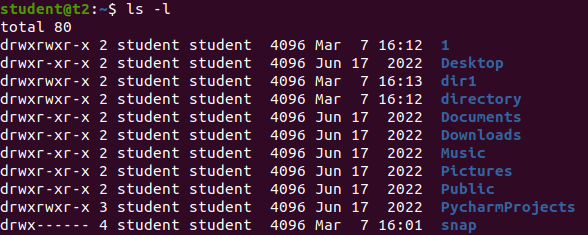 student@t2:~$ ls -l
total 80
drwxrwxr-x 2 student student  4096 Mar  7 16:12 1
drwxr-xr-x 2 student student  4096 Jun 17  2022 Desktop
drwxrwxr-x 2 student student  4096 Mar  7 16:13 dir1
drwxrwxr-x 2 student student  4096 Mar  7 16:12 directory
drwxr-xr-x 2 student student  4096 Jun 17  2022 Documents
drwxr-xr-x 2 student student  4096 Jun 17  2022 Downloads
drwxr-xr-x 2 student student  4096 Jun 17  2022 Music
drwxr-xr-x 2 student student  4096 Jun 17  2022 Pictures
drwxr-xr-x 2 student student  4096 Jun 17  2022 Public
drwxrwxr-x 3 student student  4096 Jun 17  2022 PycharmProjects
drwx------ 4 student student  4096 Mar  7 16:01 snap